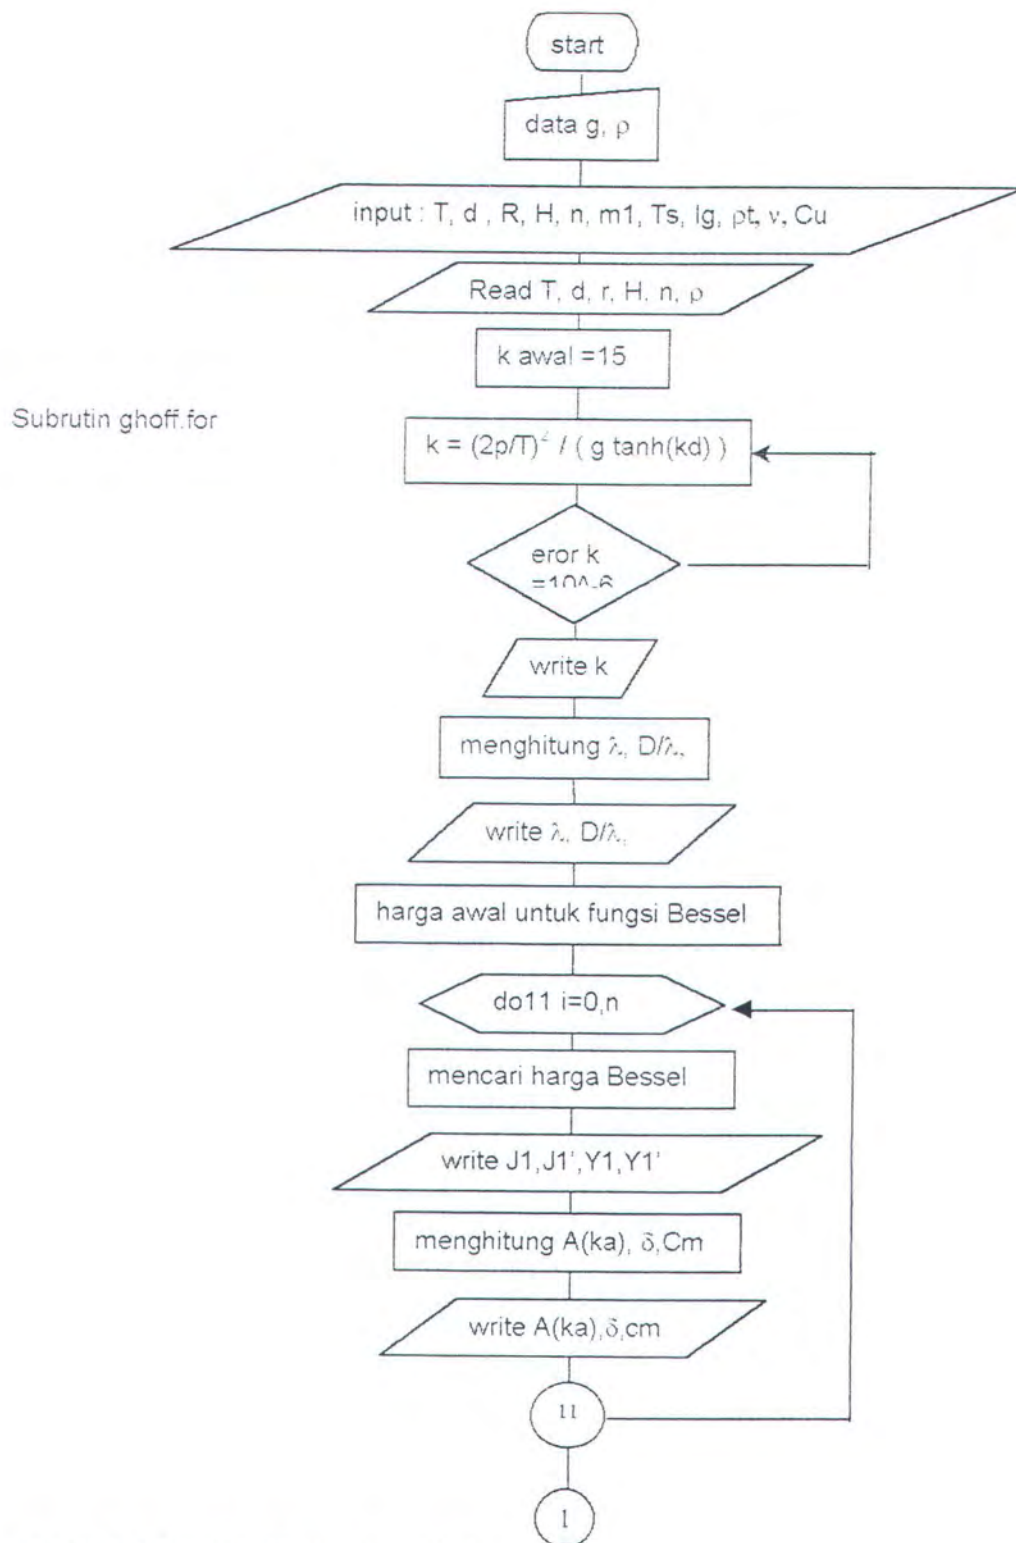 start
data g, ρ
input : T, d , R, H, n, m1, Ts, Ig, ρt, ν, Cu
Read T, d, r, H, n, ρ
k awal =15
Subrutin ghoff.for
k = (2p/T)² / ( g tanh(kd) )
eror k
=10^-6
write k
menghitung λ, D/λ,
write λ, D/λ,
harga awal untuk fungsi Bessel
do11 i=0,n
mencari harga Bessel
write J1,J1',Y1,Y1'
menghitung A(ka), δ,Cm
write A(ka),δ,cm
11
1